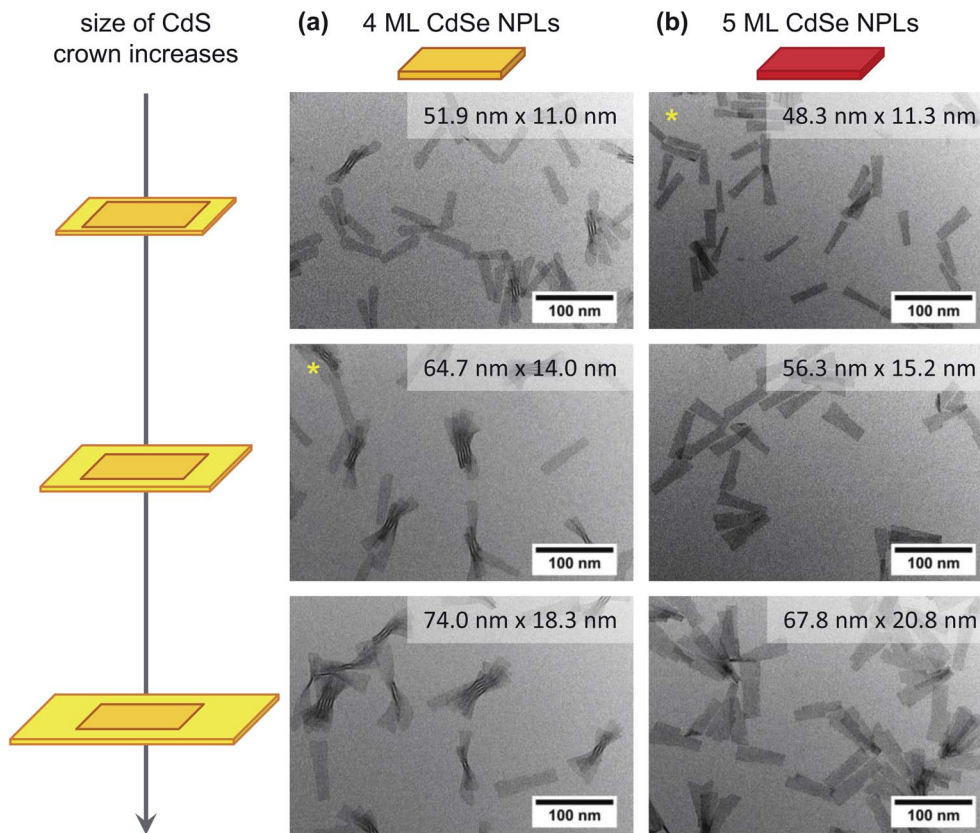 size of CdS
crown increases
(a) 4 ML CdSe NPLs
(b) 5 ML CdSe NPLs
51.9 nm x 11.0 nm
100 nm
* 48.3 nm x 11.3 nm
100 nm
* 64.7 nm x 14.0 nm
100 nm
56.3 nm x 15.2 nm
100 nm
74.0 nm x 18.3 nm
100 nm
67.8 nm x 20.8 nm
100 nm